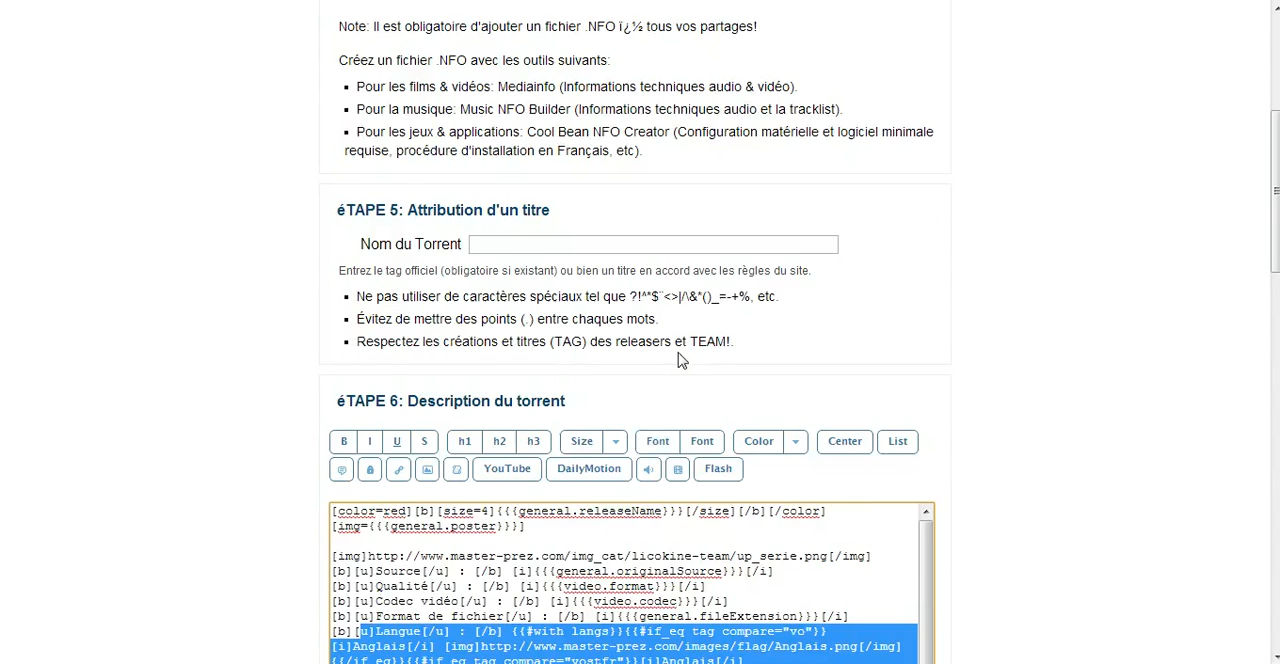 Note: Il est obligatoire d'ajouter un fichier .NFO ï¿½ tous vos partages!
Créez un fichier .NFO avec les outils suivants:
▪ Pour les films & vidéos: Mediainfo (Informations techniques audio & vidéo).
▪ Pour la musique: Music NFO Builder (Informations techniques audio et la tracklist).
▪ Pour les jeux & applications: Cool Bean NFO Creator (Configuration matérielle et logiciel minimale
requise, procédure d'installation en Français, etc).
éTAPE 5: Attribution d'un titre
Nom du Torrent
Entrez le tag officiel (obligatoire si existant) ou bien un titre en accord avec les règles du site.
▪ Ne pas utiliser de caractères spéciaux tel que ?!^*$¨<>|/\&*()_=-+%, etc.
▪ Évitez de mettre des points (.) entre chaques mots.
▪ Respectez les créations et titres (TAG) des releasers et TEAM!.
éTAPE 6: Description du torrent
B I U S h1 h2 h3 Size Font Font Color Center List
YouTube DailyMotion Flash
[color=red][b][size=4]{{{general.releaseName}}}[/size][/b][/color]
[img={{{general.poster}}}]
[img]http://www.master-prez.com/img_cat/licokine-team/up_serie.png[/img]
[b][u]Source[/u] : [/b] [i]{{{general.originalSource}}}[/i]
[b][u]Qualité[/u] : [/b] [i]{{{video.format}}}[/i]
[b][u]Codec vidéo[/u] : [/b] [i]{{{video.codec}}}[/i]
[b][u]Format de fichier[/u] : [/b] [i]{{{general.fileExtension}}}[/i]
[b][u]Langue[/u] : [/b] {{#with langs}}{{#if_eq tag compare="vo"}}
[i]Anglais[/i] [img]http://www.master-prez.com/images/flag/Anglais.png[/img]
{{/if_eq}}{{#if_eq tag compare="vostfr"}}[i]Anglais[/i]